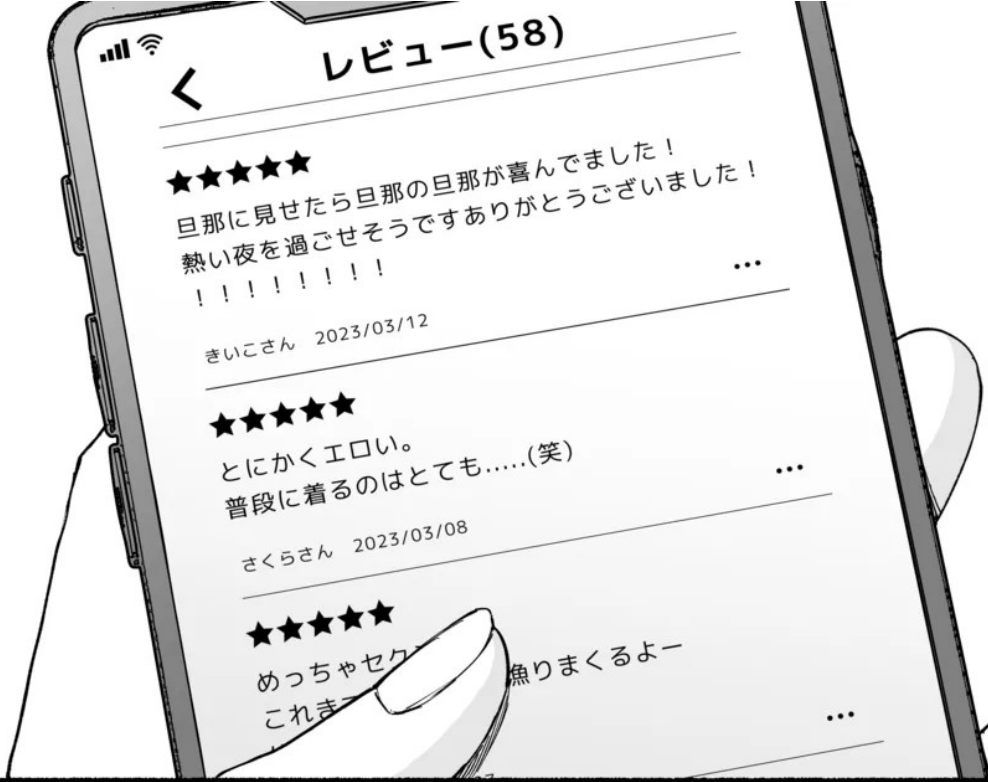 レビュー(58)
★★★★★
旦那に見せたら旦那の旦那が喜んでました！
熱い夜を過ごせそうですありがとうございました！
！！！！！！！！
…
きいこさん 2023/03/12
★★★★★
とにかくエロい。
普段に着るのはとても.....(笑)
…
さくらさん 2023/03/08
★★★★★
めっちゃセク 漁りまくるよー
これま
…